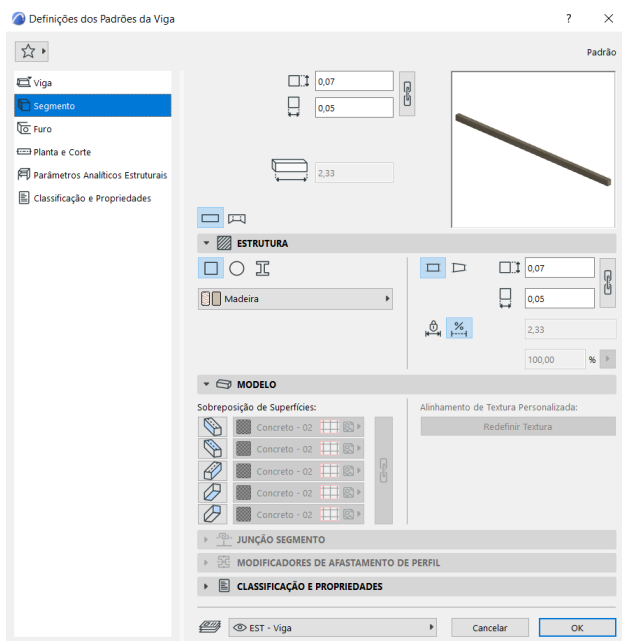 Definições dos Padrões da Viga
?
Padrão
Viga
Segmento
Furo
Planta e Corte
Parâmetros Analíticos Estruturais
Classificação e Propriedades
0,07
0,05
2,33
ESTRUTURA
Madeira
0,07
0,05
%
2,33
100,00 %
MODELO
Sobreposição de Superfícies:
Alinhamento de Textura Personalizada:
Redefinir Textura
Concreto - 02
Concreto - 02
Concreto - 02
Concreto - 02
Concreto - 02
JUNÇÃO SEGMENTO
MODIFICADORES DE AFASTAMENTO DE PERFIL
CLASSIFICAÇÃO E PROPRIEDADES
EST - Viga
Cancelar
OK